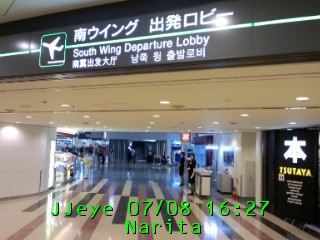 南ウイング 出発ロビー
South Wing Departure Lobby
南翼出发大厅 남쪽 윙 출발로비
本
TSUTAYA
JJeye 07/08 16:27
Narita